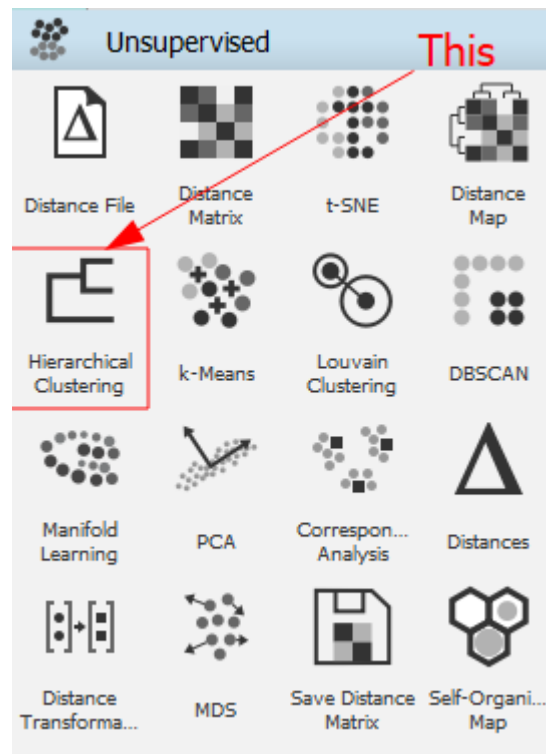 Unsupervised
This
Distance File
Distance
Matrix
t-SNE
Distance
Map
Hierarchical
Clustering
k-Means
Louvain
Clustering
DBSCAN
Manifold
Learning
PCA
Correspon...
Analysis
Distances
Distance
Transforma...
MDS
Save Distance
Matrix
Self-Organi...
Map